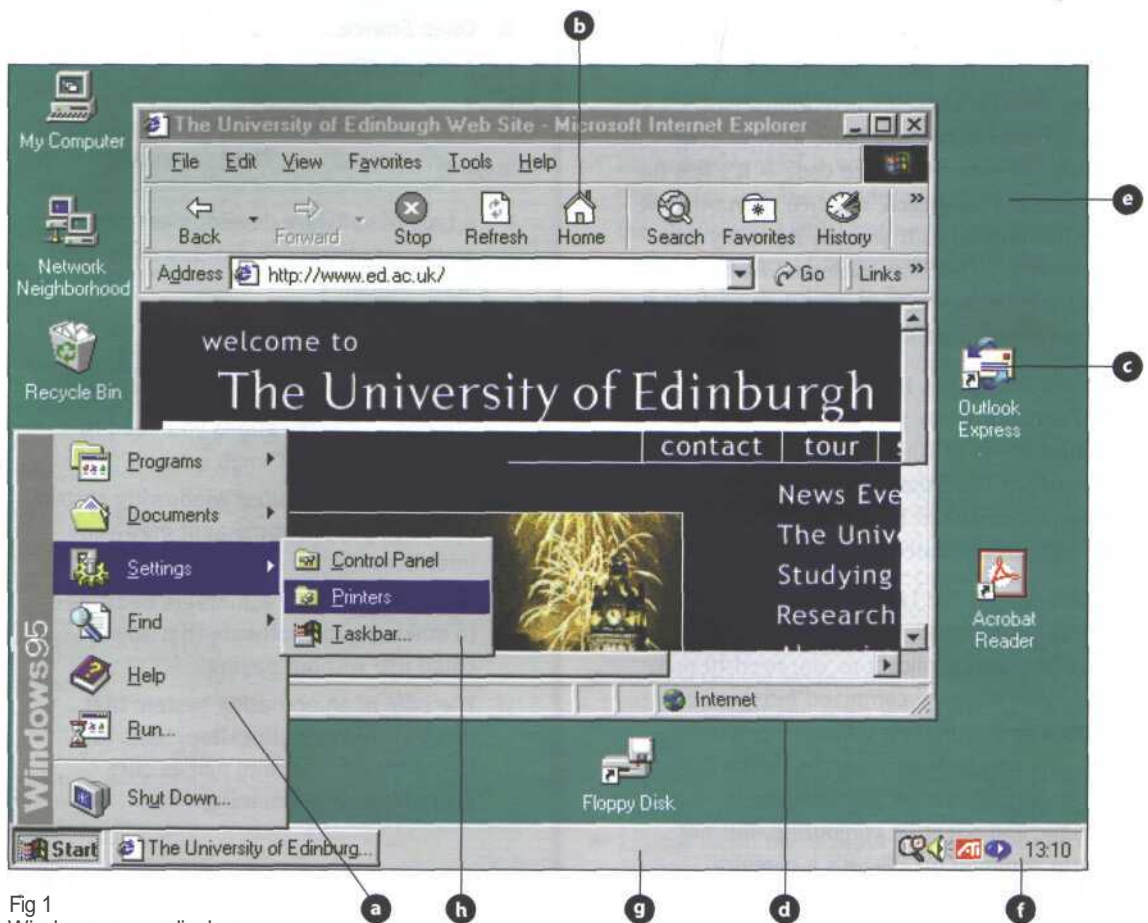 b
My Computer
The University of Edinburgh Web Site - Microsoft Internet Explorer
File Edit View Favorites Tools Help
Back Forward Stop Refresh Home Search Favorites History »
e
Network Neighborhood
Address http://www.ed.ac.uk/ Go Links »
Recycle Bin
welcome to
The University of Edinburgh
c
Outlook
Express
contact tour s
News Eve
The Univ
Studying
Research
Acrobat
Reader
Windows95
Programs
Documents
Settings
Find
Help
Run...
Shut Down...
Control Panel
Printers
Taskbar...
Internet
Floppy Disk
Start The University of Edinburg... 13:10
Fig 1
a h g d f